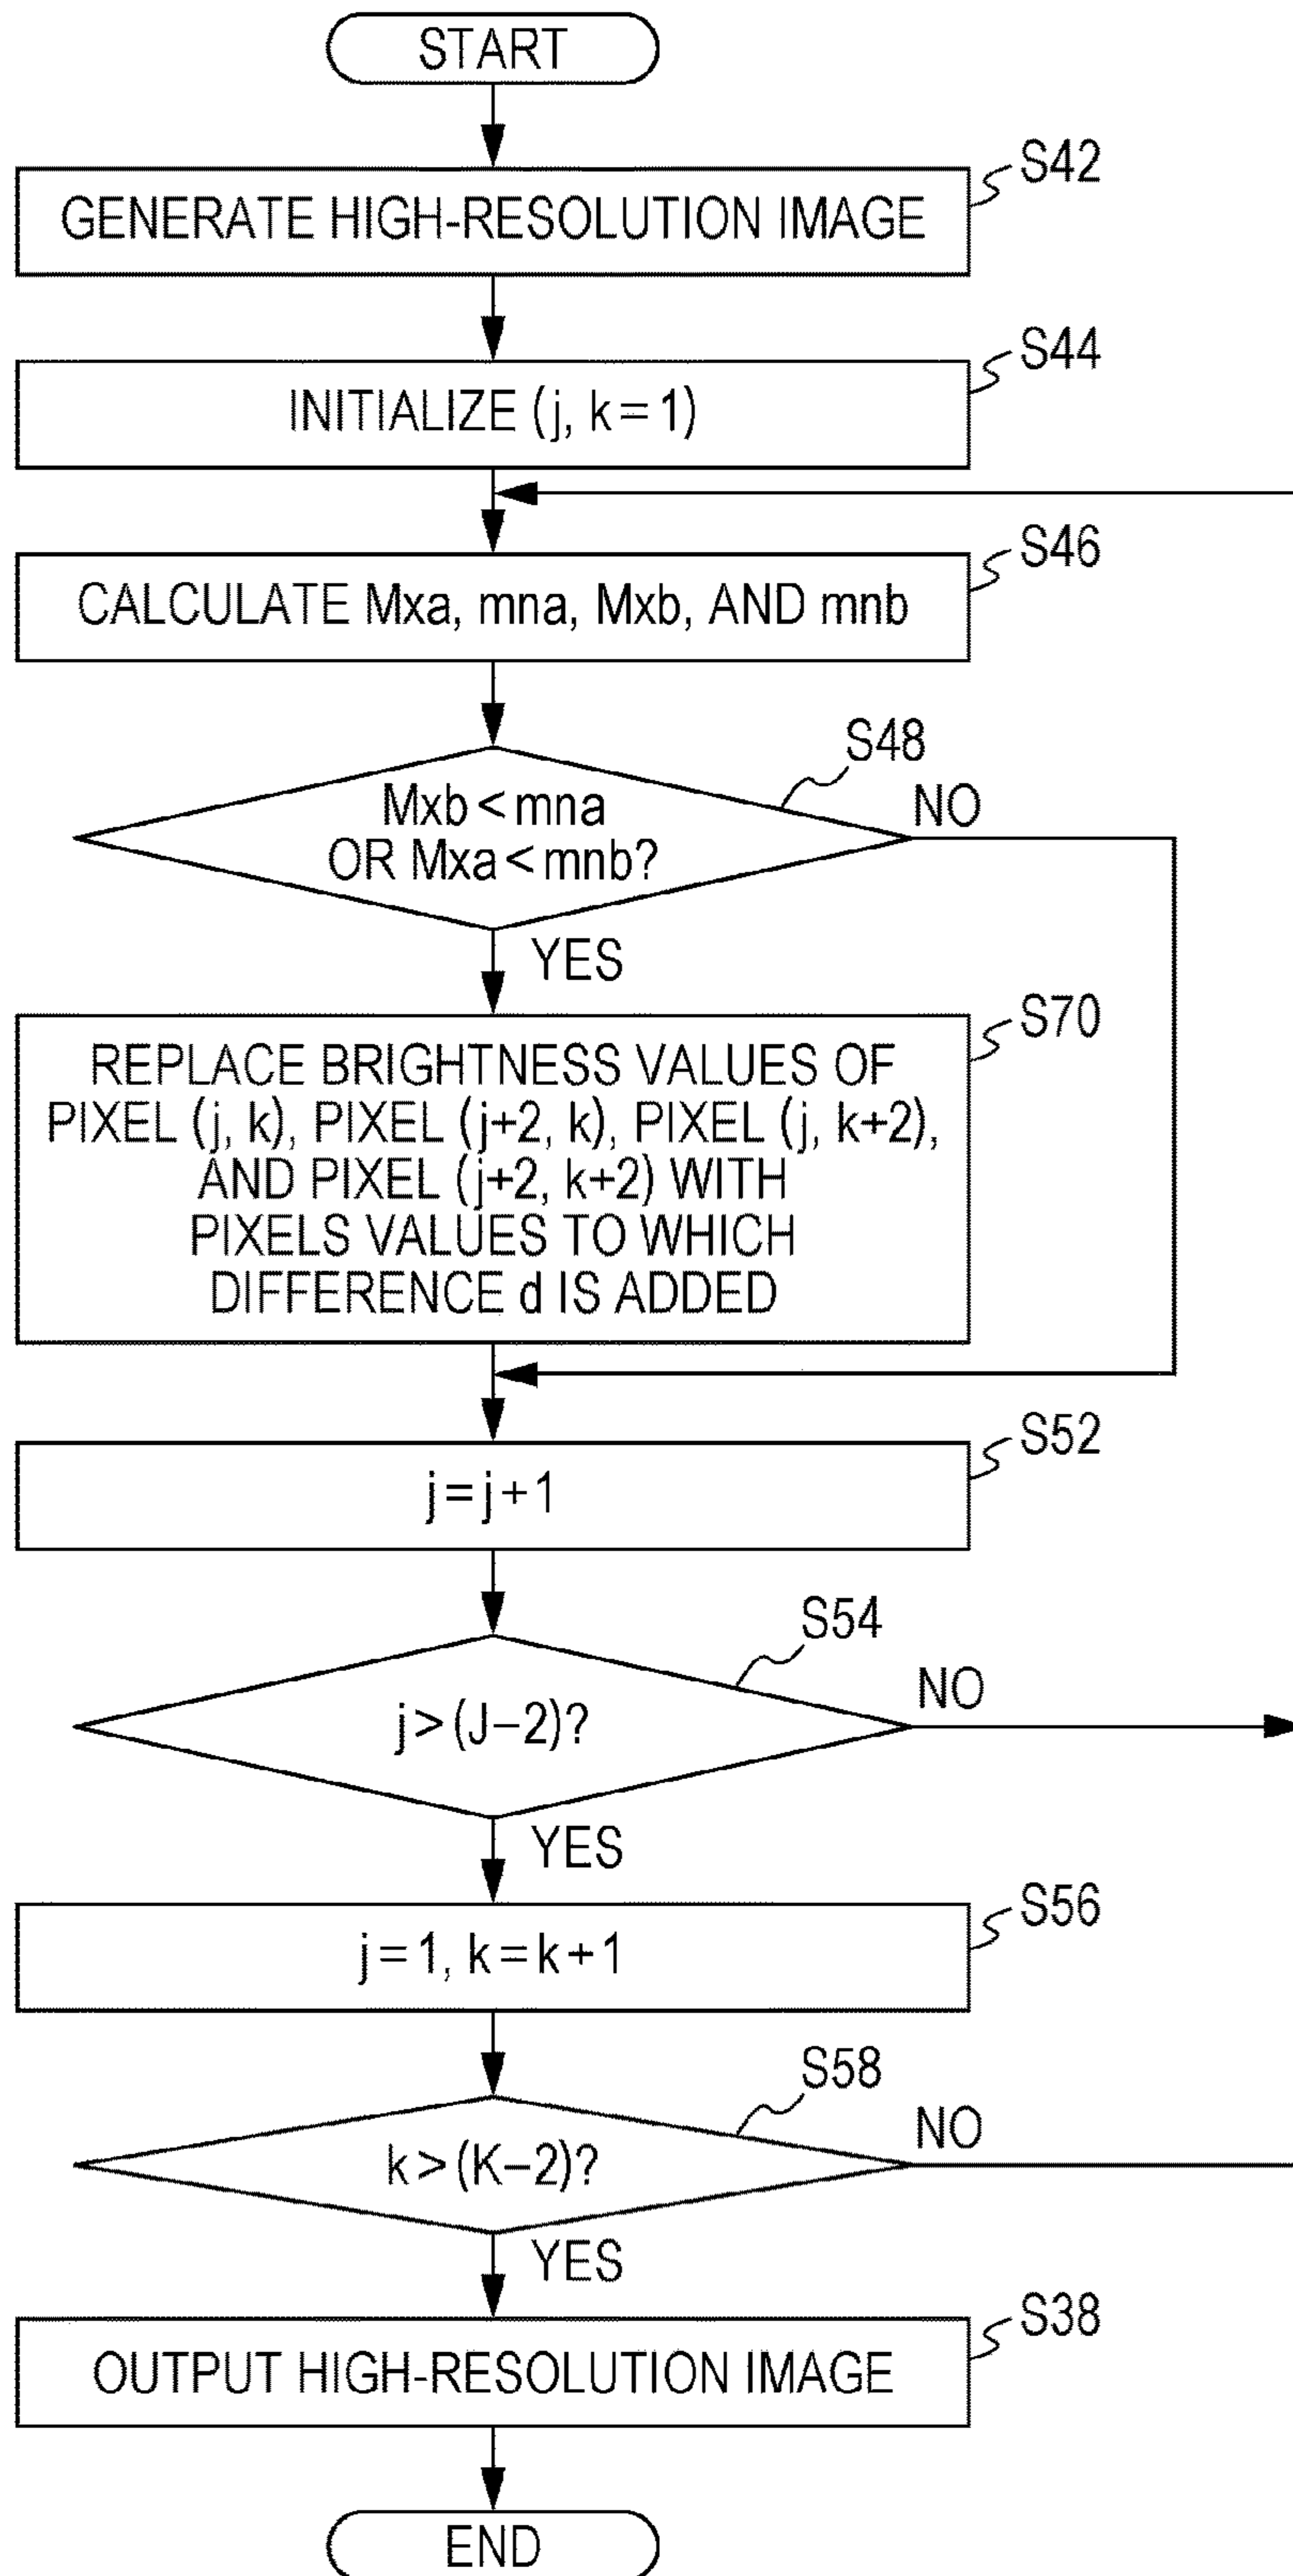 START
S42
GENERATE HIGH-RESOLUTION IMAGE
S44
INITIALIZE (j, k=1)
S46
CALCULATE Mxa, mna, Mxb, AND mnb
S48
Mxb<mna
OR Mxa<mnb?
NO
YES
S70
REPLACE BRIGHTNESS VALUES OF
PIXEL (j, k), PIXEL (j+2, k), PIXEL (j, k+2),
AND PIXEL (j+2, k+2) WITH
PIXELS VALUES TO WHICH
DIFFERENCE d IS ADDED
S52
j=j+1
S54
j>(J–2)?
NO
YES
S56
j=1, k=k+1
S58
k>(K–2)?
NO
YES
S38
OUTPUT HIGH-RESOLUTION IMAGE
END